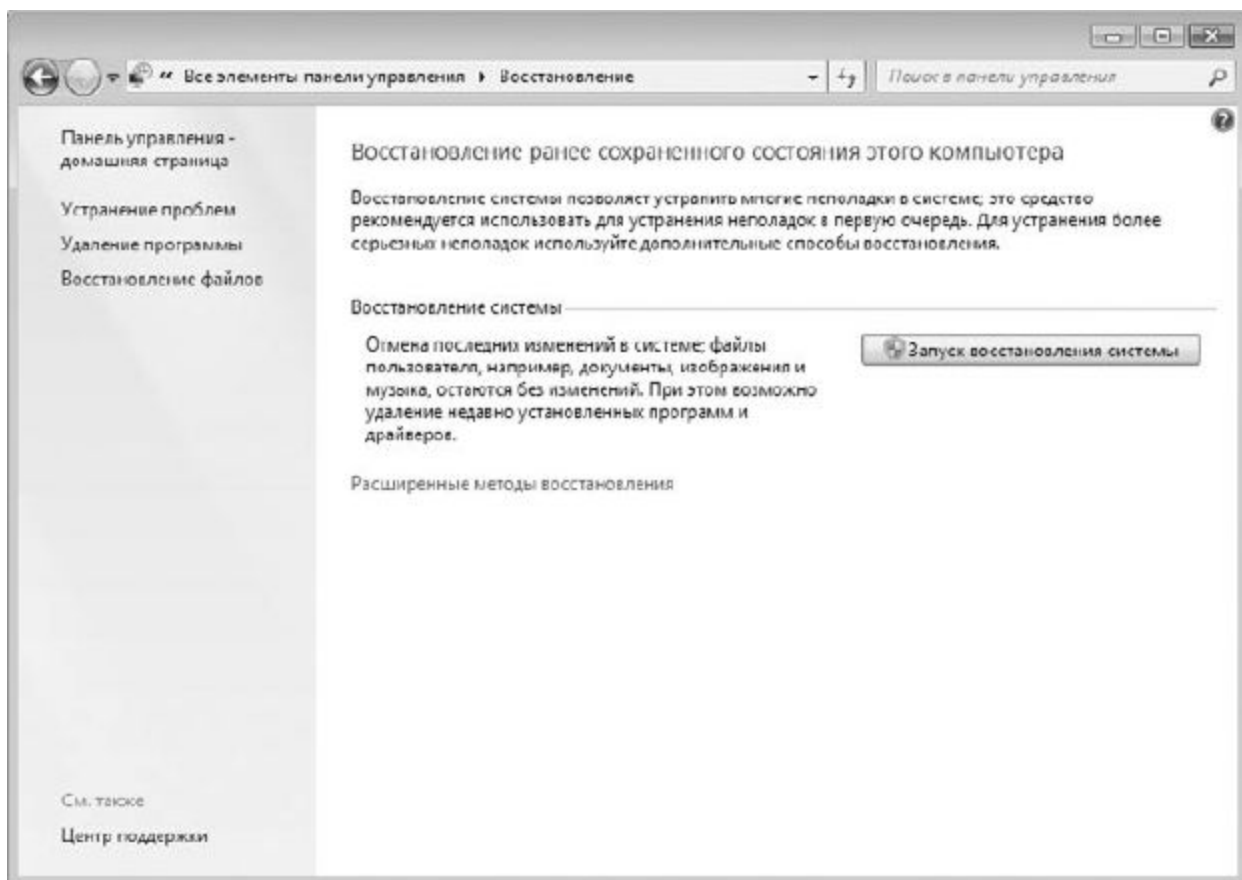 « Все элементы панели управления ▸ Восстановление
Поиск в панели управления
Панель управления -
домашняя страница
Устранение проблем
Удаление программы
Восстановление файлов
См. также
Центр поддержки
Восстановление ранее сохраненного состояния этого компьютера
Восстановление системы позволяет устранить многие неполадки в системе; это средство
рекомендуется использовать для устранения неполадок в первую очередь. Для устранения более
серьезных неполадок используйте дополнительные способы восстановления.
Восстановление системы
Отмена последних изменений в системе; файлы
пользователя, например, документы, изображения и
музыка, остаются без изменений. При этом возможно
удаление недавно установленных программ и
драйверов.
Запуск восстановления системы
Расширенные методы восстановления